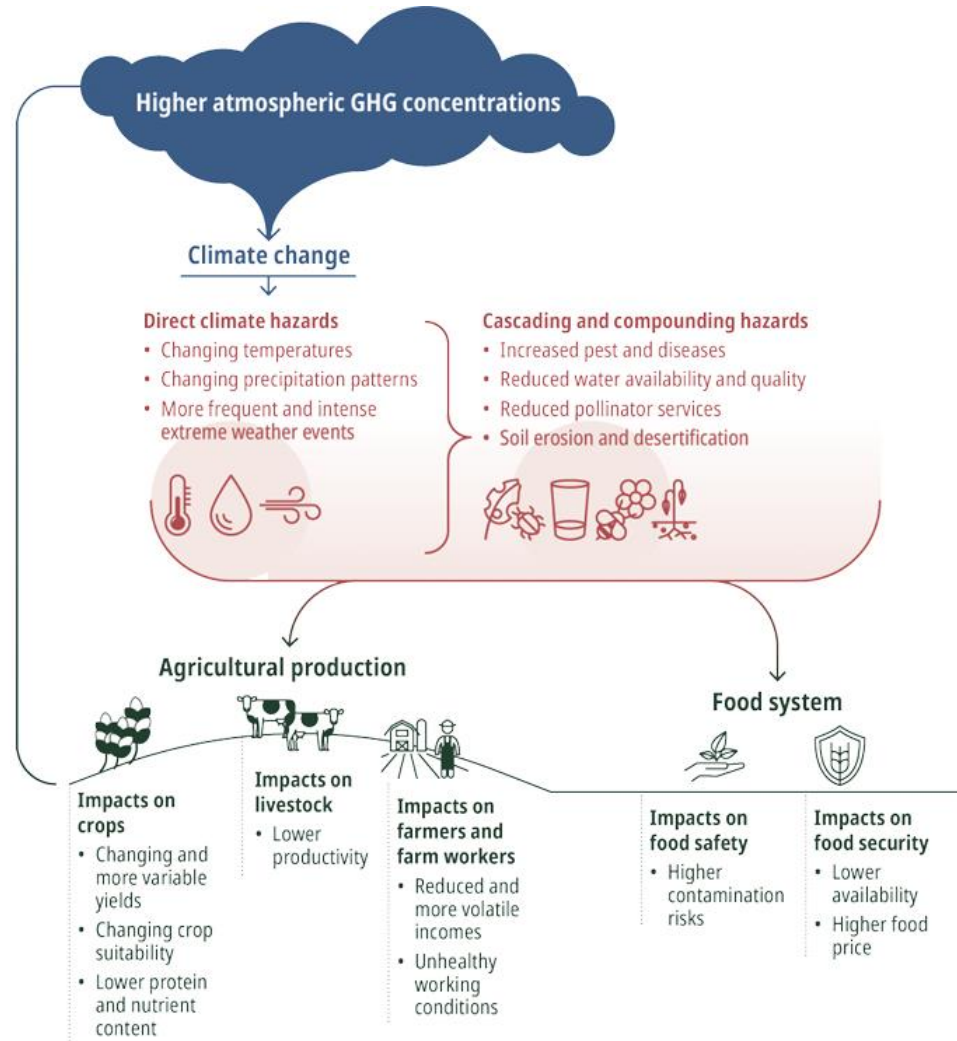 Higher atmospheric GHG concentrations
Climate change
Direct climate hazards
• Changing temperatures
• Changing precipitation patterns
• More frequent and intense
extreme weather events
Cascading and compounding hazards
• Increased pest and diseases
• Reduced water availability and quality
• Reduced pollinator services
• Soil erosion and desertification
Agricultural production
Impacts on
crops
• Changing and
more variable
yields
• Changing crop
suitability
• Lower protein
and nutrient
content
Impacts on
livestock
• Lower
productivity
Impacts on
farmers and
farm workers
• Reduced and
more volatile
incomes
• Unhealthy
working
conditions
Food system
Impacts on
food safety
• Higher
contamination
risks
Impacts on
food security
• Lower
availability
• Higher food
price